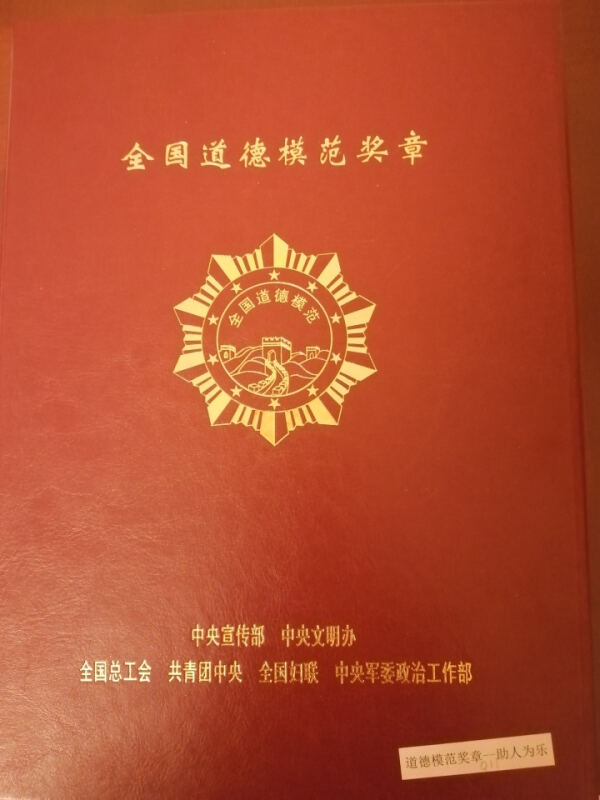 全国道德模范奖章
全国道德模范
中央宣传部 中央文明办
全国总工会 共青团中央 全国妇联 中央军委政治工作部
道德模范奖章—助人为乐
011